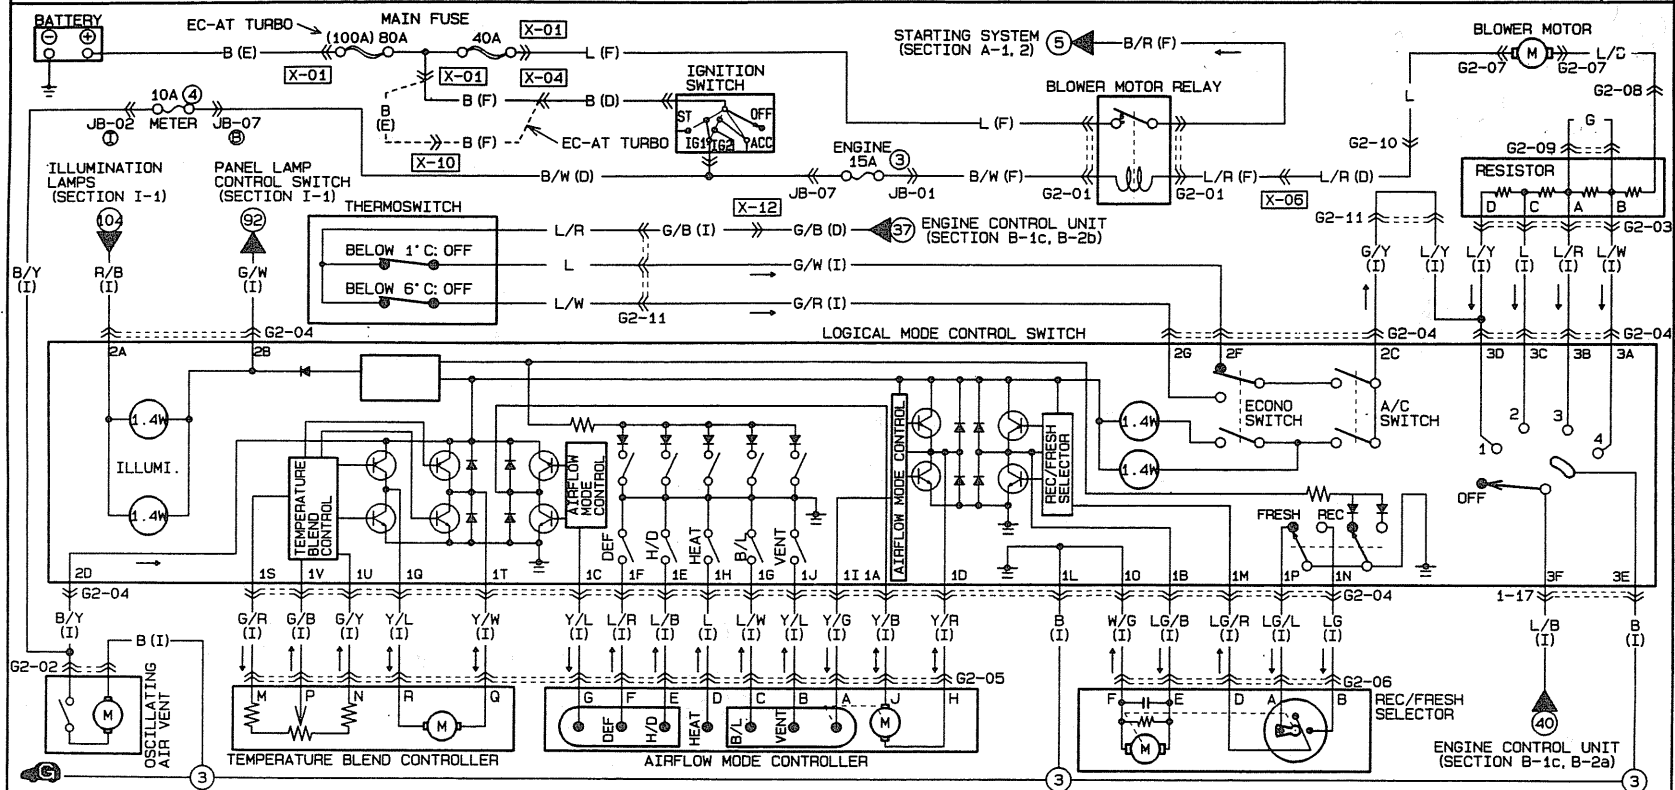 BATTERY
EC-AT TURBO
MAIN FUSE
(100A) 80A
40A
X-01
B (E)
L (F)
X-01
X-01
X-04
B (F)
B (D)
B
(E)
B (F)
EC-AT TURBO
X-10
IGNITION
SWITCH
ST
OFF
IG1
IG2
ACC
STARTING SYSTEM
(SECTION A-1, 2)
5
B/R (F)
BLOWER MOTOR RELAY
L (F)
BLOWER MOTOR
M
G2-07
G2-07
G2-08
L
G2-10
G
G2-09
RESISTOR
D
C
A
B
G2-03
10A
4
METER
JB-02
I
JB-07
B
B/W (D)
ENGINE
15A
3
JB-07
JB-01
B/W (F)
G2-01
G2-01
L/R (F)
X-06
L/R (D)
ILLUMINATION
LAMPS
(SECTION I-1)
104
R/B
(I)
PANEL LAMP
CONTROL SWITCH
(SECTION I-1)
92
G/W
(I)
B/Y
(I)
THERMOSWITCH
BELOW 1°C: OFF
BELOW 6°C: OFF
L/R
L
L/W
G2-11
G/B (I)
X-12
G/B (D)
37
ENGINE CONTROL UNIT
(SECTION B-1c, B-2b)
G/W (I)
G/R (I)
G2-11
G/Y
(I)
L/Y
(I)
L/Y
(I)
L
(I)
L/R
(I)
L/W
(I)
G2-04
LOGICAL MODE CONTROL SWITCH
G2-04
G2-04
2A
2B
2G
2F
2C
3D
3C
3B
3A
1.4W
ILLUMI.
1.4W
TEMPERATURE
BLEND
CONTROL
AIRFLOW
MODE
CONTROL
DEF
H/D
HEAT
B/L
VENT
AIRFLOW MODE CONTROL
REC/FRESH
SELECTOR
1.4W
1.4W
ECONO
SWITCH
A/C
SWITCH
1
2
3
4
OFF
FRESH
REC
2D
1S
1V
1U
1Q
1T
1C
1F
1E
1H
1G
1J
1I
1A
1D
1L
1O
1B
1M
1P
1N
3F
3E
G2-04
G2-04
1-17
B/Y
(I)
G/R
(I)
G/B
(I)
G/Y
(I)
Y/L
(I)
Y/W
(I)
Y/L
(I)
L/R
(I)
L/B
(I)
L
(I)
L/W
(I)
Y/L
(I)
Y/G
(I)
Y/B
(I)
Y/R
(I)
B
(I)
W/G
(I)
LG/B
(I)
LG/R
(I)
LG/L
(I)
LG
(I)
L/B
(I)
B
(I)
B (I)
G2-02
OSCILLATING
AIR VENT
M
M
P
N
R
Q
M
TEMPERATURE BLEND CONTROLLER
G
F
E
D
C
B
A
J
H
G2-05
DEF
H/D
HEAT
B/L
VENT
M
AIRFLOW MODE CONTROLLER
F
E
D
A
B
G2-06
M
REC/FRESH
SELECTOR
40
ENGINE CONTROL UNIT
(SECTION B-1c, B-2a)
G
3
3
3